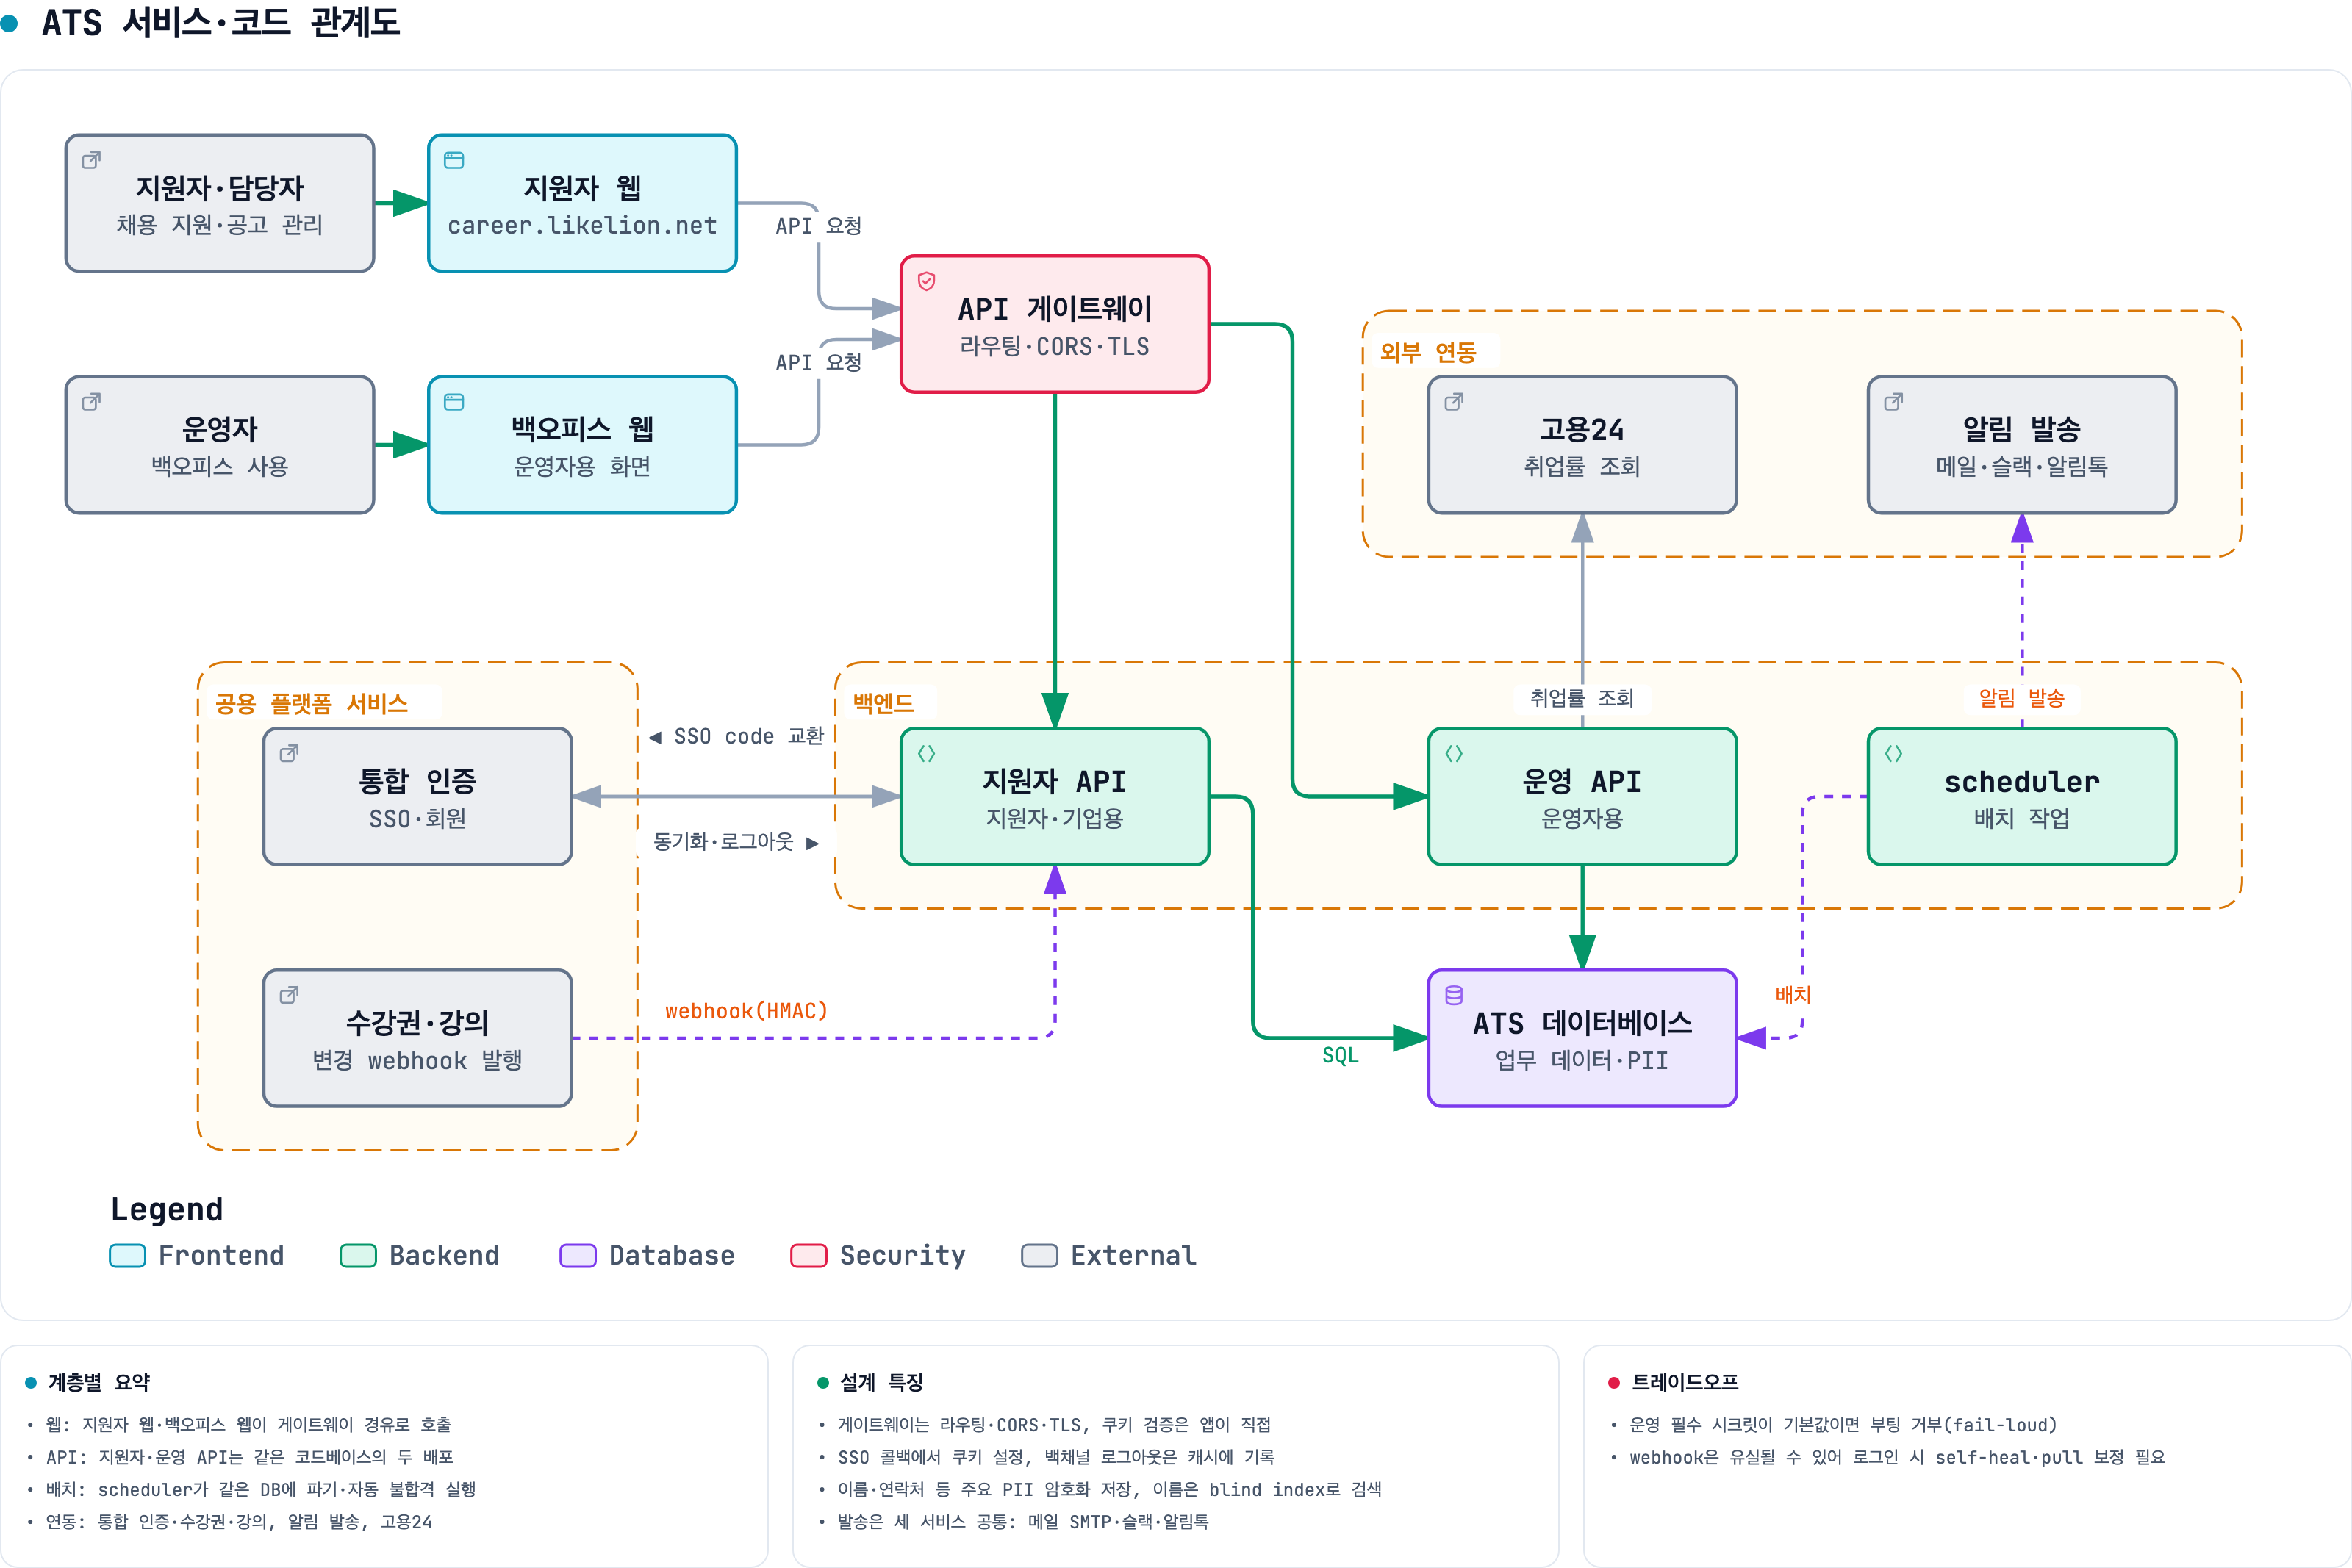 ATS 서비스·코드 관계도
지원자·담당자
채용 지원·공고 관리
지원자 웹
career.likelion.net
API 요청
API 게이트웨이
라우팅·CORS·TLS
API 요청
운영자
백오피스 사용
백오피스 웹
운영자용 화면
외부 연동
고용24
취업률 조회
알림 발송
메일·슬랙·알림톡
공용 플랫폼 서비스
백엔드
취업률 조회
알림 발송
◀ SSO code 교환
통합 인증
SSO·회원
지원자 API
지원자·기업용
운영 API
운영자용
scheduler
배치 작업
동기화·로그아웃 ▶
수강권·강의
변경 webhook 발행
webhook(HMAC)
SQL
ATS 데이터베이스
업무 데이터·PII
배치
Legend
Frontend
Backend
Database
Security
External
계층별 요약
• 웹: 지원자 웹·백오피스 웹이 게이트웨이 경유로 호출
• API: 지원자·운영 API는 같은 코드베이스의 두 배포
• 배치: scheduler가 같은 DB에 파기·자동 불합격 실행
• 연동: 통합 인증·수강권·강의, 알림 발송, 고용24
설계 특징
• 게이트웨이는 라우팅·CORS·TLS, 쿠키 검증은 앱이 직접
• SSO 콜백에서 쿠키 설정, 백채널 로그아웃은 캐시에 기록
• 이름·연락처 등 주요 PII 암호화 저장, 이름은 blind index로 검색
• 발송은 세 서비스 공통: 메일 SMTP·슬랙·알림톡
트레이드오프
• 운영 필수 시크릿이 기본값이면 부팅 거부(fail-loud)
• webhook은 유실될 수 있어 로그인 시 self-heal·pull 보정 필요